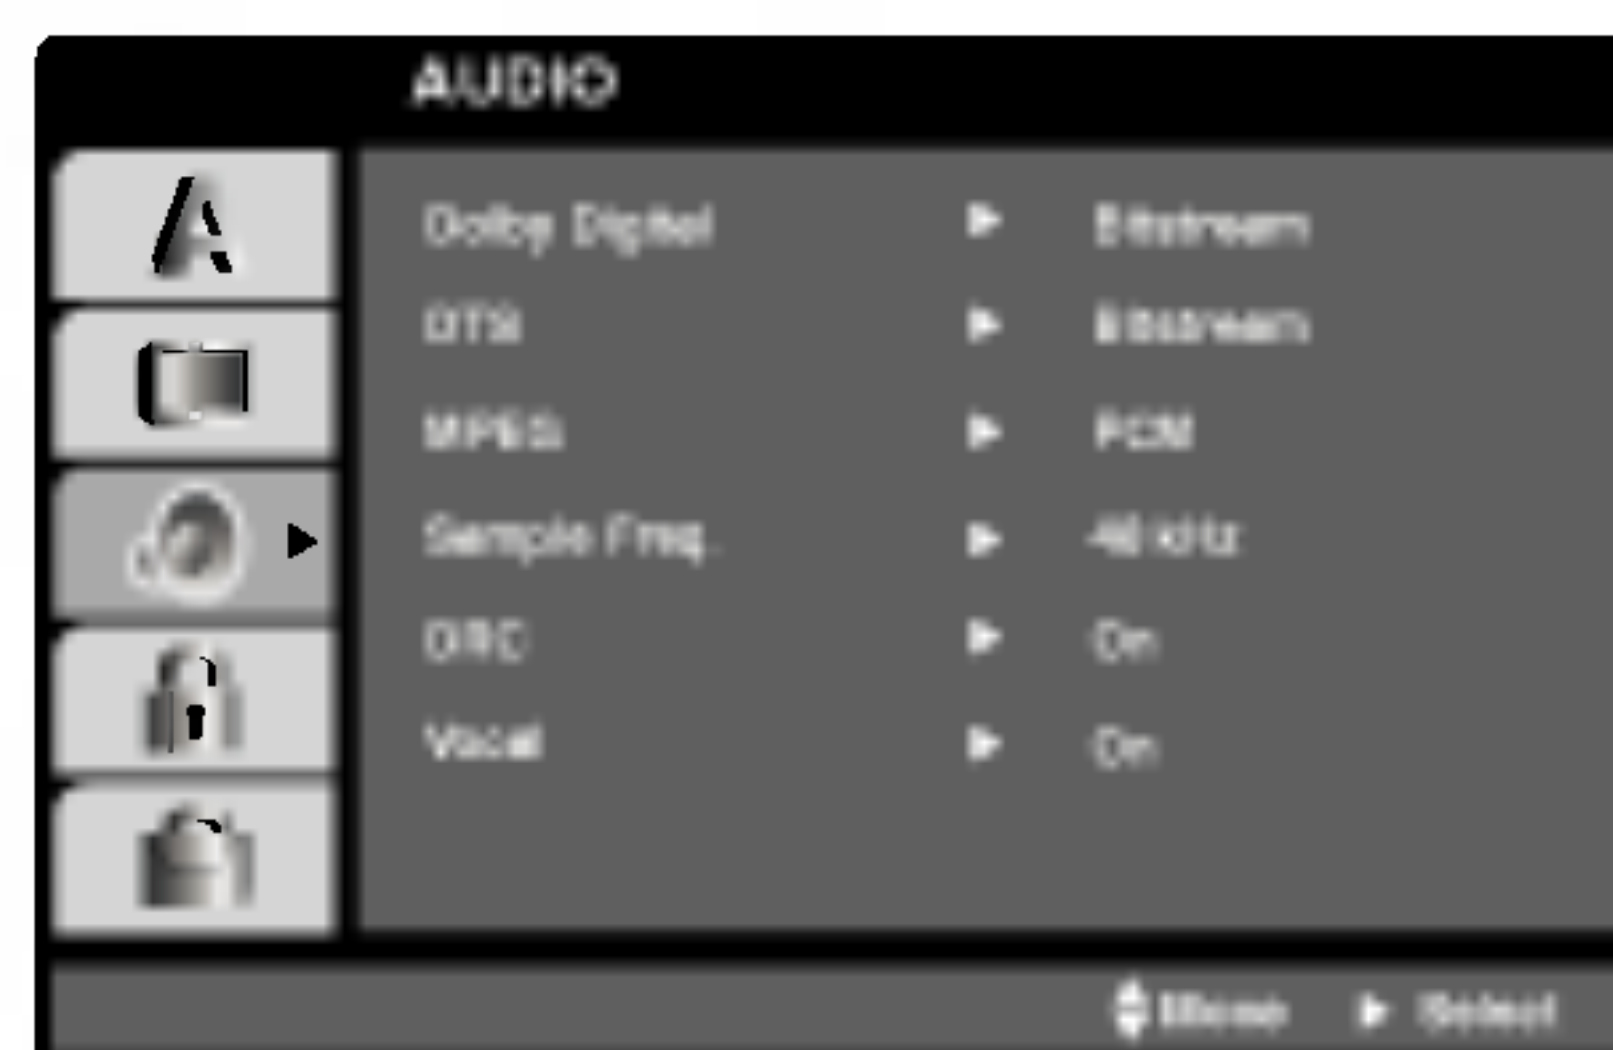 AUDIO
Dolby Digital ▶ Bitstream
DTS ▶ Bitstream
MPEG ▶ PCM
Sample Freq. ▶ 48 kHz
DRC ▶ On
Vocal ▶ On
Move ▶ Select